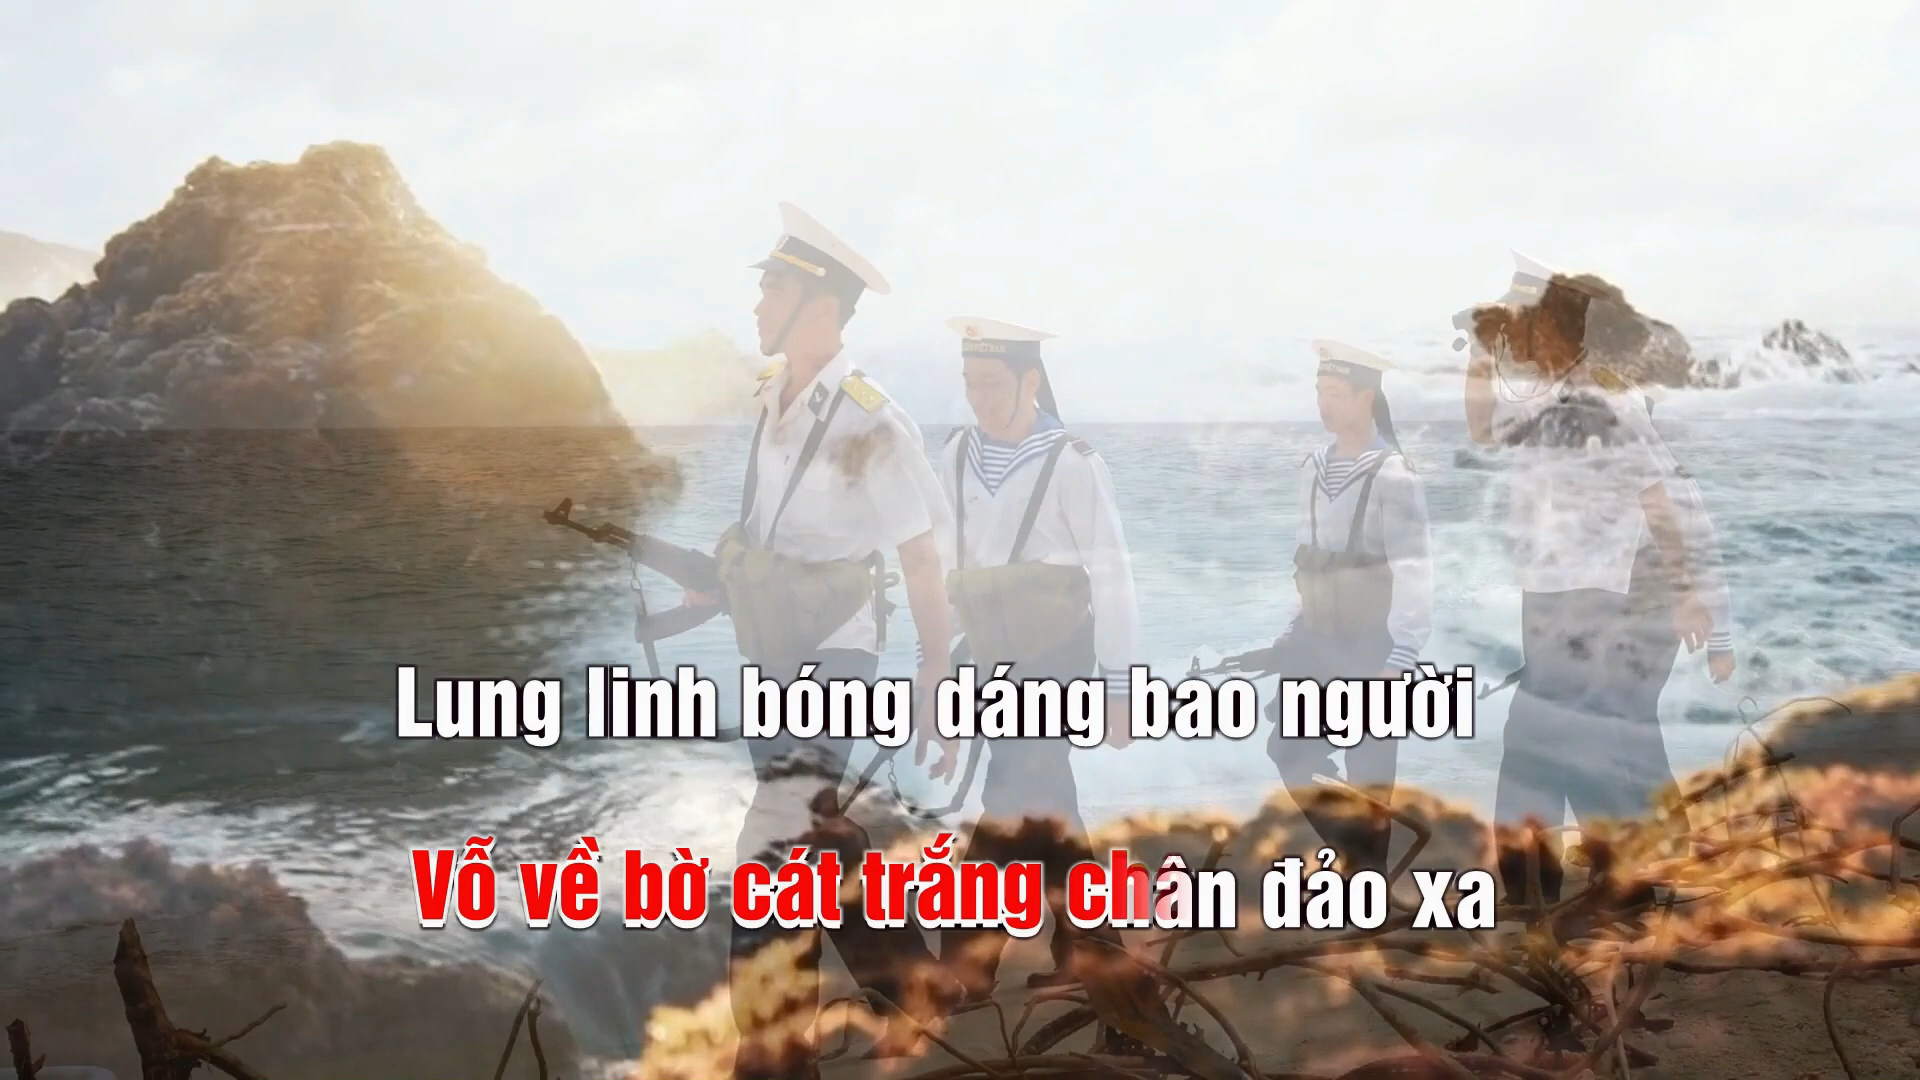 Lung linh bóng dáng bao người
Vỗ về bờ cát trắng chân đảo xa